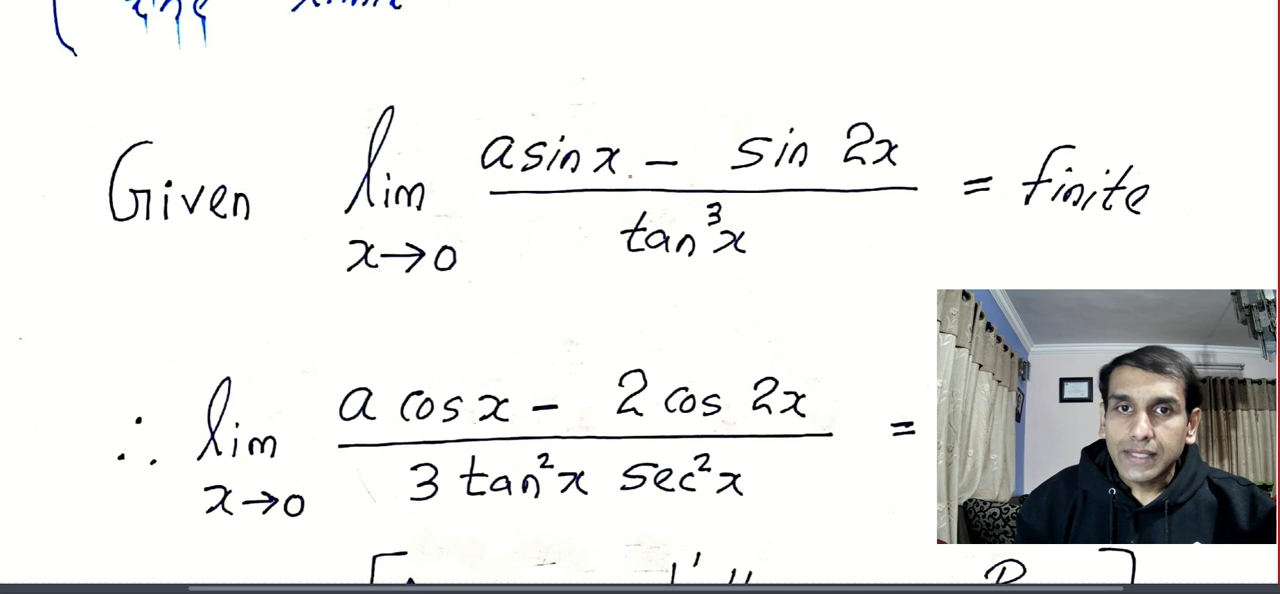 Given lim x→0 (a sin x - sin 2x) / (tan³x) = finite
∴ lim x→0 (a cos x - 2 cos 2x) / (3 tan²x sec²x) =